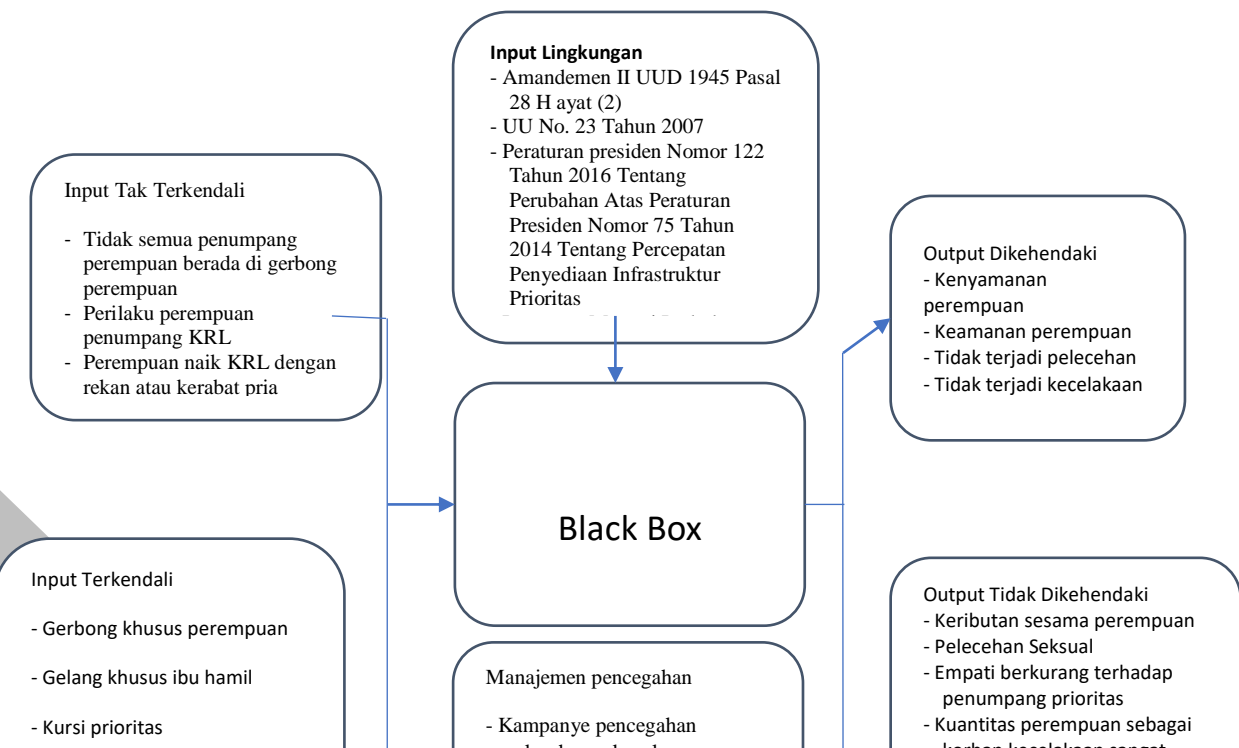 Input Lingkungan
- Amandemen II UUD 1945 Pasal
28 H ayat (2)
- UU No. 23 Tahun 2007
- Peraturan presiden Nomor 122
Tahun 2016 Tentang
Perubahan Atas Peraturan
Presiden Nomor 75 Tahun
2014 Tentang Percepatan
Penyediaan Infrastruktur
Prioritas
Input Tak Terkendali
- Tidak semua penumpang
perempuan berada di gerbong
perempuan
- Perilaku perempuan
penumpang KRL
- Perempuan naik KRL dengan
rekan atau kerabat pria
Output Dikehendaki
- Kenyamanan
perempuan
- Keamanan perempuan
- Tidak terjadi pelecehan
- Tidak terjadi kecelakaan
Black Box
Input Terkendali
- Gerbong khusus perempuan
- Gelang khusus ibu hamil
- Kursi prioritas
Manajemen pencegahan
- Kampanye pencegahan
Output Tidak Dikehendaki
- Keributan sesama perempuan
- Pelecehan Seksual
- Empati berkurang terhadap
penumpang prioritas
- Kuantitas perempuan sebagai
korban kecelakaan sangat